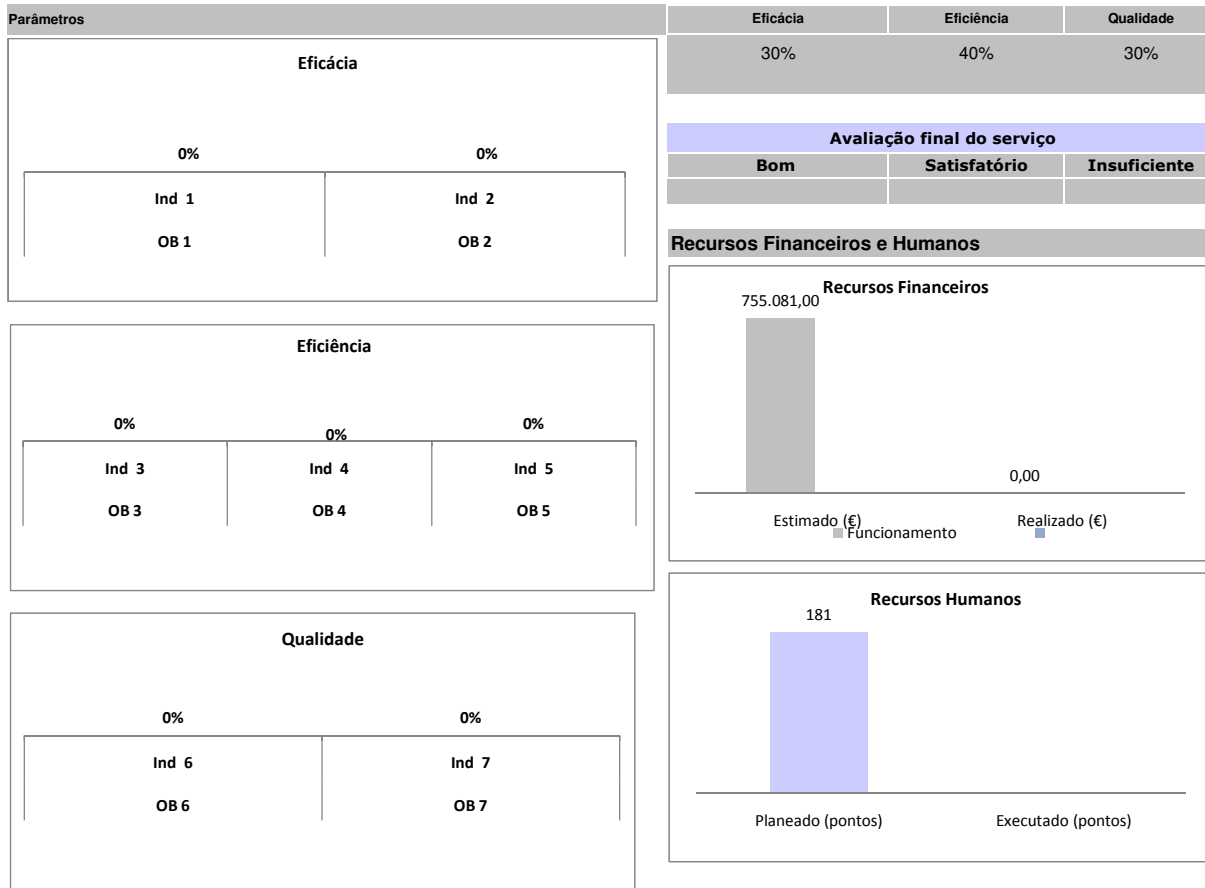 Parâmetros
Eficácia
0% 0%
Ind 1 Ind 2
OB 1 OB 2
Eficiência
0% 0% 0%
Ind 3 Ind 4 Ind 5
OB 3 OB 4 OB 5
Qualidade
0% 0%
Ind 6 Ind 7
OB 6 OB 7
Eficácia Eficiência Qualidade
30% 40% 30%
Avaliação final do serviço
Bom Satisfatório Insuficiente
Recursos Financeiros e Humanos
Recursos Financeiros
755.081,00
0,00
Estimado (€) Realizado (€)
Funcionamento
Recursos Humanos
181
Planeado (pontos) Executado (pontos)